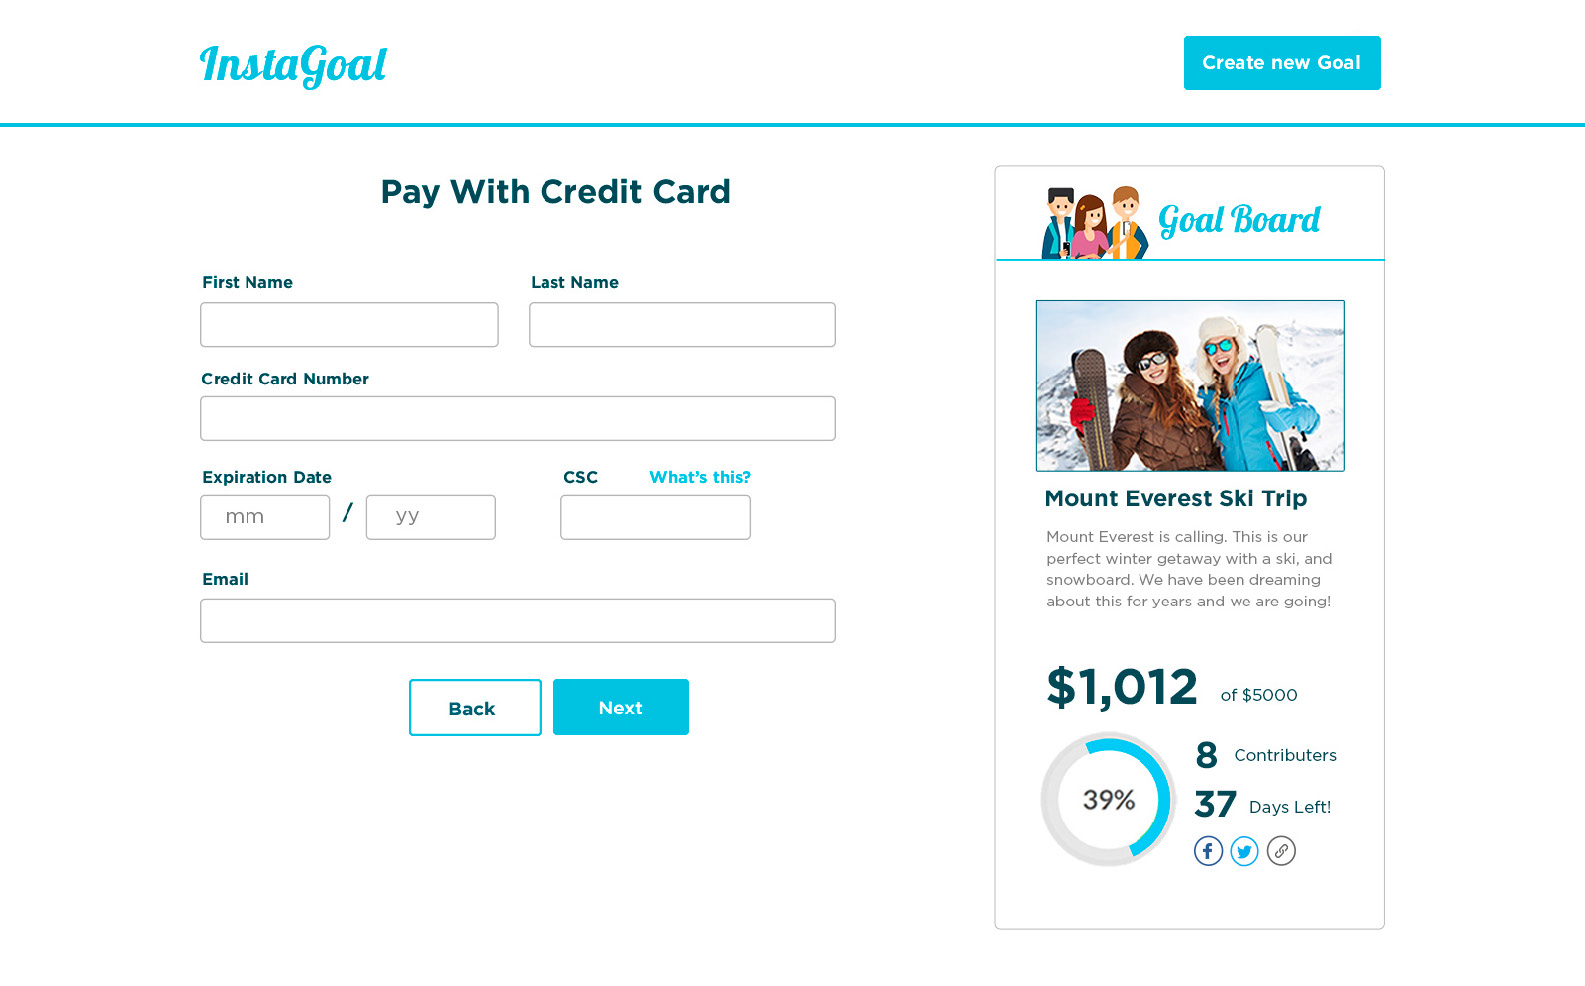 InstaGoal
Create new Goal
Pay With Credit Card
First Name
Last Name
Credit Card Number
Expiration Date
CSC
What's this?
mm
/
yy
Email
Back
Next
Goal Board
Mount Everest Ski Trip
Mount Everest is calling. This is our
perfect winter getaway with a ski, and
snowboard. We have been dreaming
about this for years and we are going!
$1,012 of $5000
39%
8 Contributers
37 Days Left!